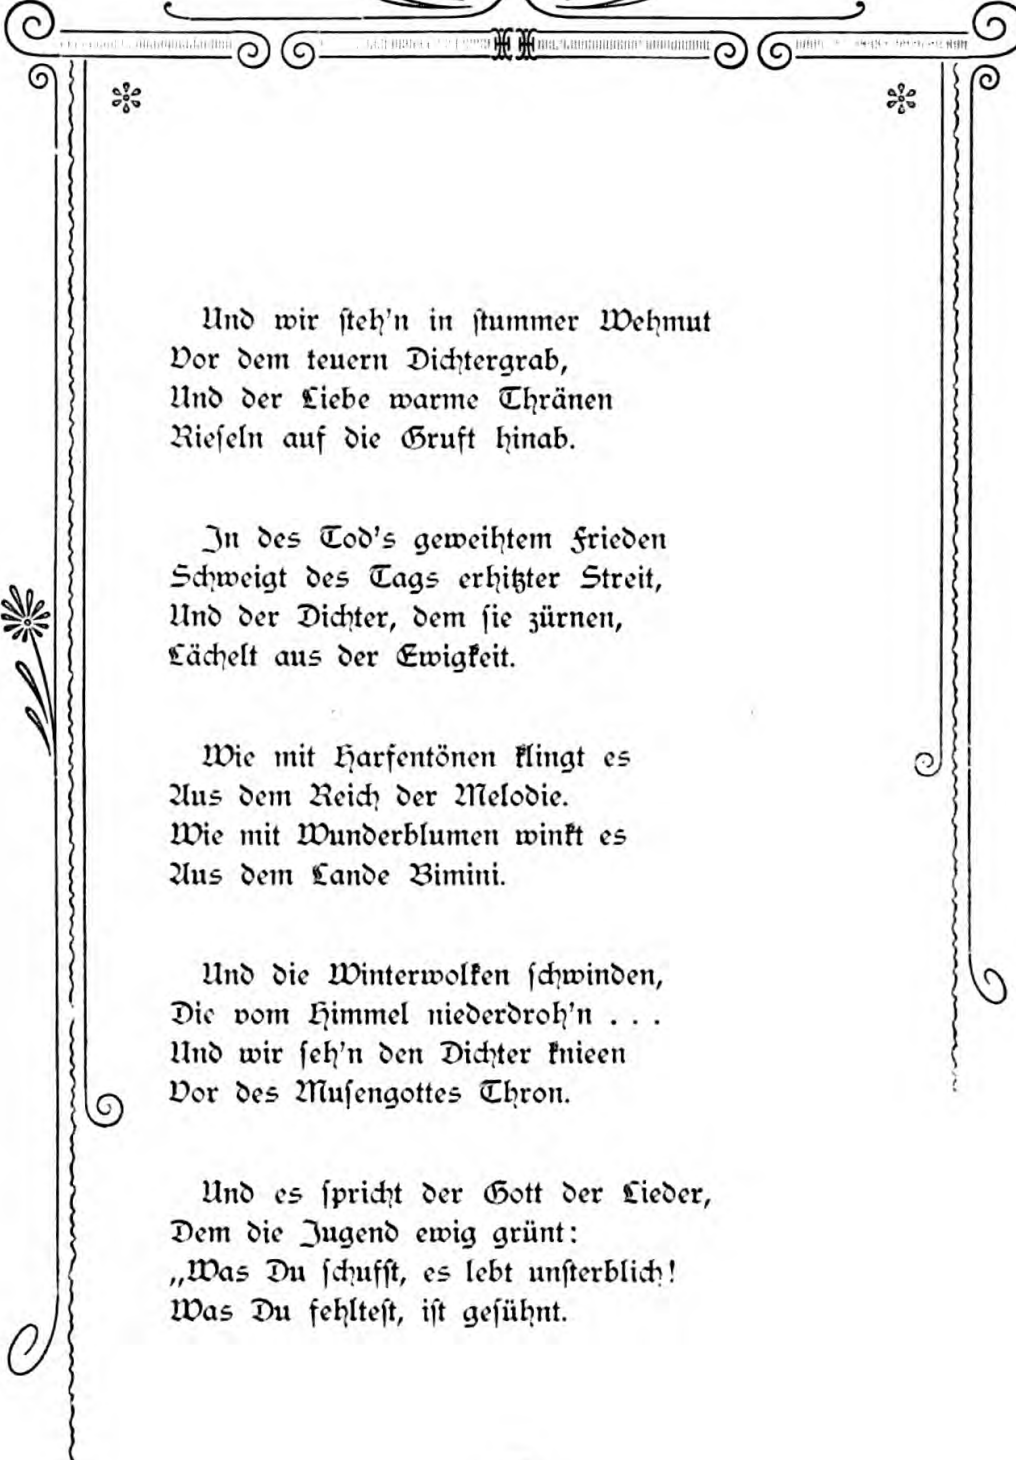 Und wir steh'n in stummer Wehmut
Vor dem teuern Dichtergrab,
Und der Liebe warme Thränen
Rieseln auf die Gruft hinab.
In des Tod's geweihtem Frieden
Schweigt des Tags erhitzter Streit,
Und der Dichter, dem sie zürnen,
Lächelt aus der Ewigkeit.
Wie mit Harfentönen klingt es
Aus dem Reich der Melodie.
Wie mit Wunderblumen winkt es
Aus dem Lande Bimini.
Und die Winterwolken schwinden,
Die vom Himmel niederdroh'n . . .
Und wir seh'n den Dichter knieen
Vor des Musengottes Thron.
Und es spricht der Gott der Lieder,
Dem die Jugend ewig grünt:
„Was Du schufst, es lebt unsterblich!
Was Du fehltest, ist gesühnt.